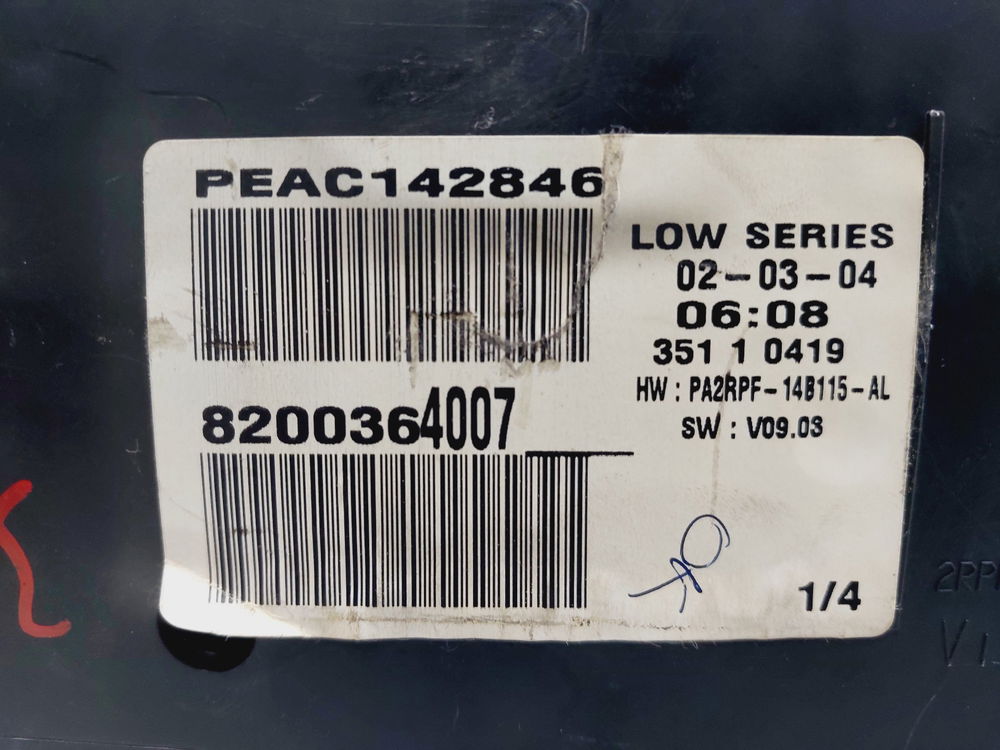 PEAC142846
LOW SERIES
02-03-04
06:08
351 1 0419
HW : PA2RPF-14B115-AL
SW : V09.03
8200364007
1/4
2RP